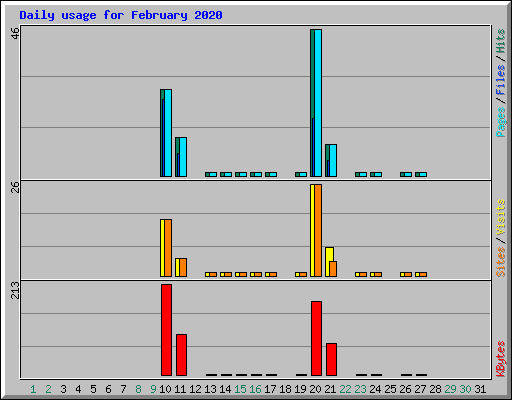 Daily usage for February 2020
46
Pages / Files / Hits
26
Sites / Visits
213
KBytes
1 2 3 4 5 6 7 8 9 10 11 12 13 14 15 16 17 18 19 20 21 22 23 24 25 26 27 28 29 30 31